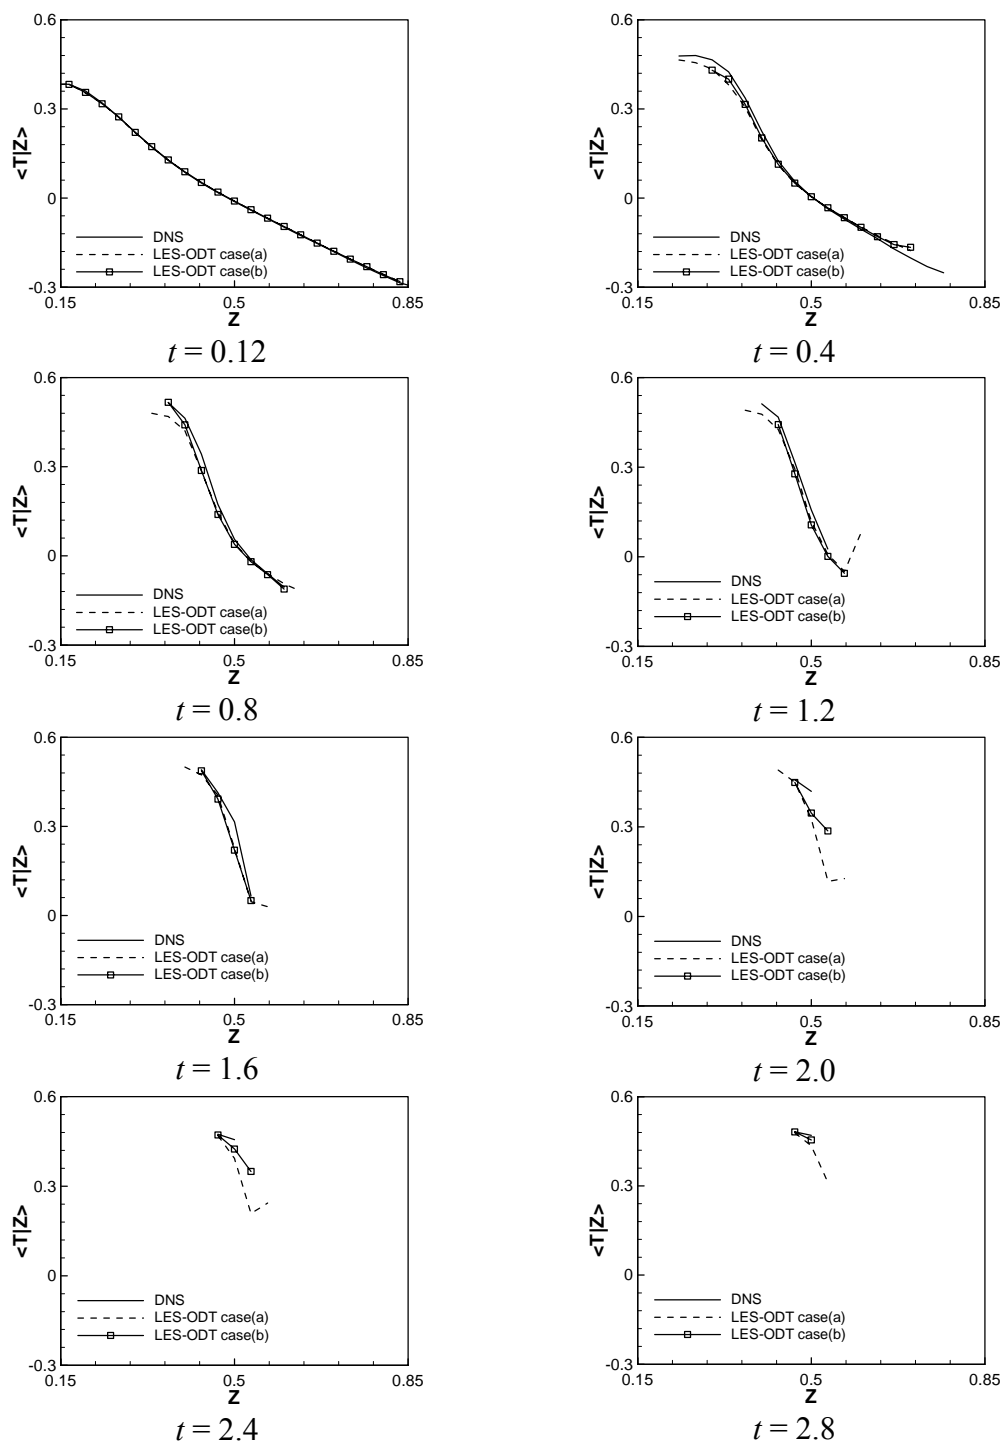 0.6
0.3
0
-0.3
<T|Z>
DNS
LES-ODT case(a)
LES-ODT case(b)
0.15 0.5 0.85
Z
t = 0.12
0.6
0.3
0
-0.3
<T|Z>
DNS
LES-ODT case(a)
LES-ODT case(b)
0.15 0.5 0.85
Z
t = 0.4
0.6
0.3
0
-0.3
<T|Z>
DNS
LES-ODT case(a)
LES-ODT case(b)
0.15 0.5 0.85
Z
t = 0.8
0.6
0.3
0
-0.3
<T|Z>
DNS
LES-ODT case(a)
LES-ODT case(b)
0.15 0.5 0.85
Z
t = 1.2
0.6
0.3
0
-0.3
<T|Z>
DNS
LES-ODT case(a)
LES-ODT case(b)
0.15 0.5 0.85
Z
t = 1.6
0.6
0.3
0
-0.3
<T|Z>
DNS
LES-ODT case(a)
LES-ODT case(b)
0.15 0.5 0.85
Z
t = 2.0
0.6
0.3
0
-0.3
<T|Z>
DNS
LES-ODT case(a)
LES-ODT case(b)
0.15 0.5 0.85
Z
t = 2.4
0.6
0.3
0
-0.3
<T|Z>
DNS
LES-ODT case(a)
LES-ODT case(b)
0.15 0.5 0.85
Z
t = 2.8